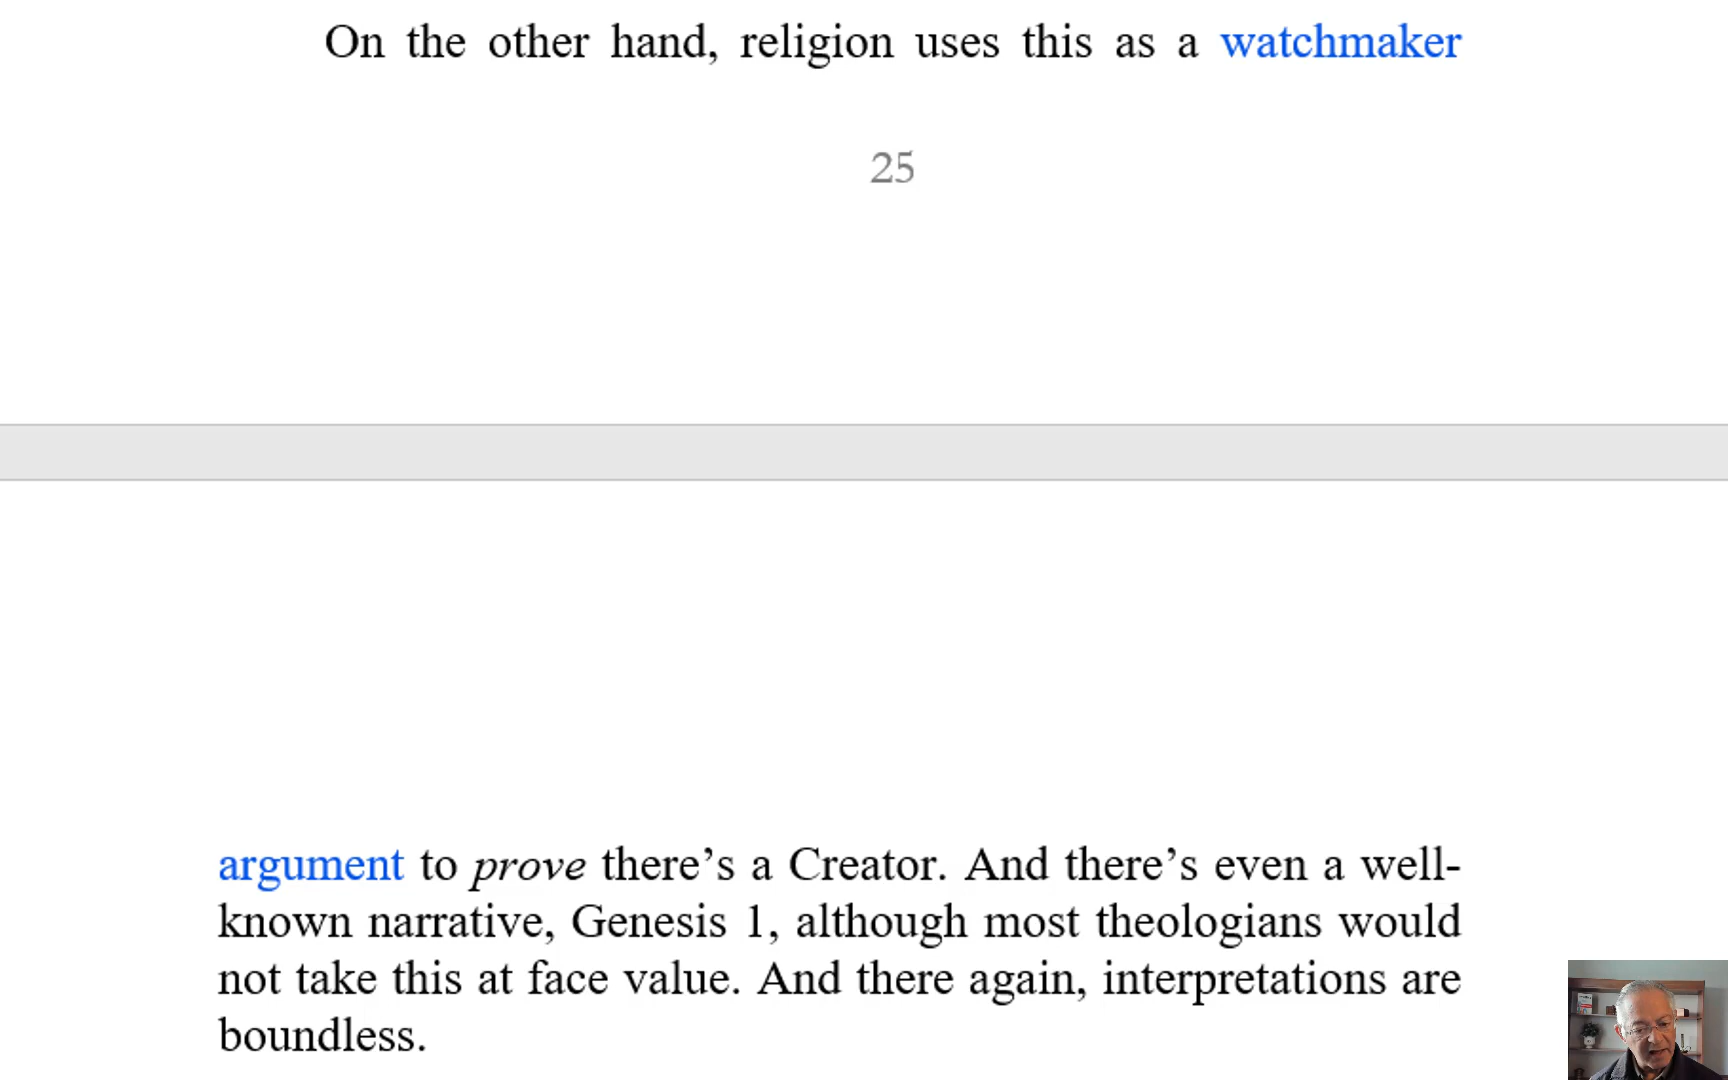 On the other hand, religion uses this as a watchmaker
25
argument to prove there’s a Creator. And there’s even a well-
known narrative, Genesis 1, although most theologians would
not take this at face value. And there again, interpretations are
boundless.